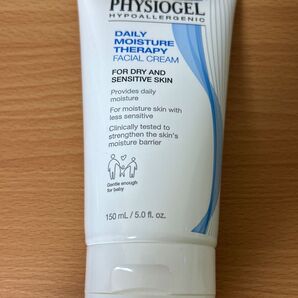 PHYSIOGEL
HYPOALLERGENIC
DAILY
MOISTURE
THERAPY
FACIAL CREAM
FOR DRY AND
SENSITIVE SKIN
Provides daily
moisture
For moisture skin with
less sensitive
Clinically tested to
strengthen the skin's
moisture barrier
Gentle enough
for baby
150 mL / 5.0 fl. oz.